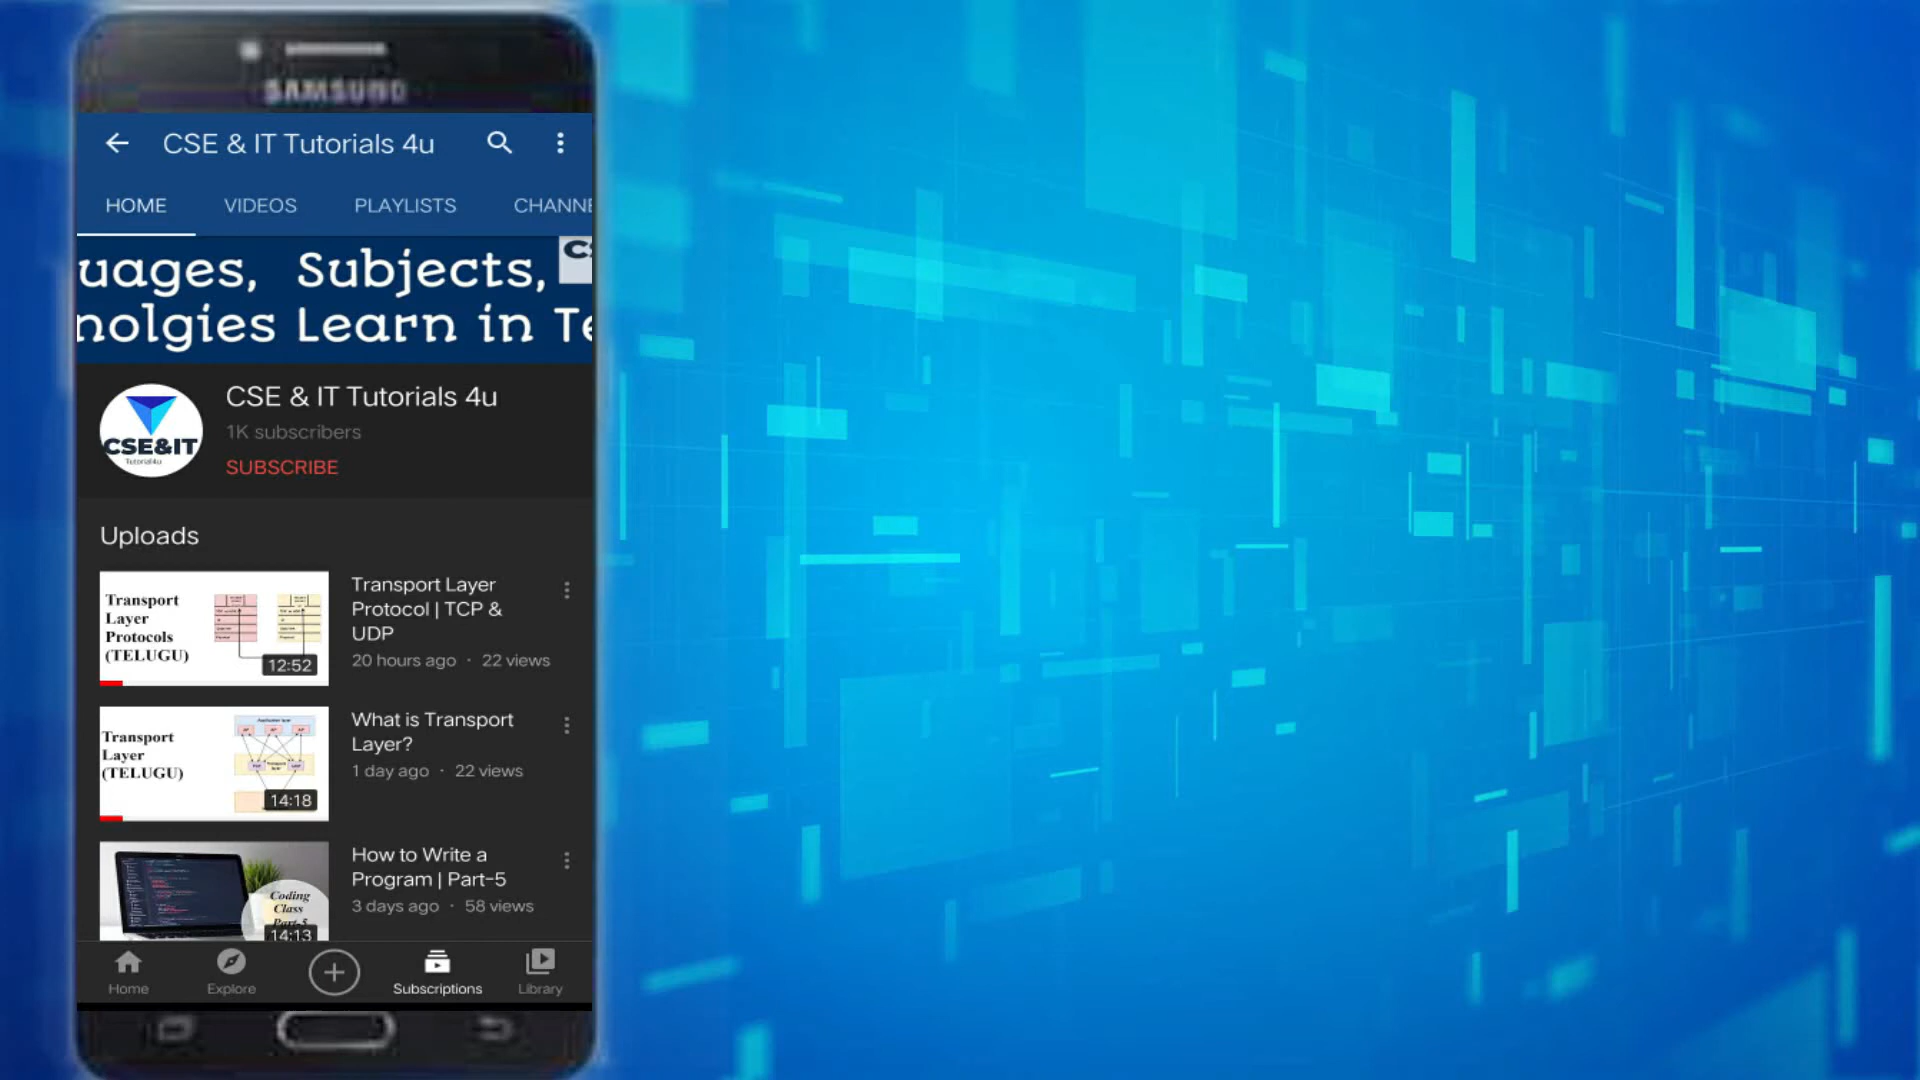 SAMSUNG
CSE & IT Tutorials 4u
HOME VIDEOS PLAYLISTS CHANNE
uages, Subjects,
nolgies Learn in Te
CSE & IT Tutorials 4u
1K subscribers
SUBSCRIBE
CSE&IT
Tutorial4u
Uploads
Transport
Layer
Protocols
(TELUGU)
12:52
Transport Layer
Protocol | TCP &
UDP
20 hours ago · 22 views
Transport
Layer
(TELUGU)
14:18
What is Transport
Layer?
1 day ago · 22 views
Coding
Class
Part-5
14:13
How to Write a
Program | Part-5
3 days ago · 58 views
Home Explore Subscriptions Library